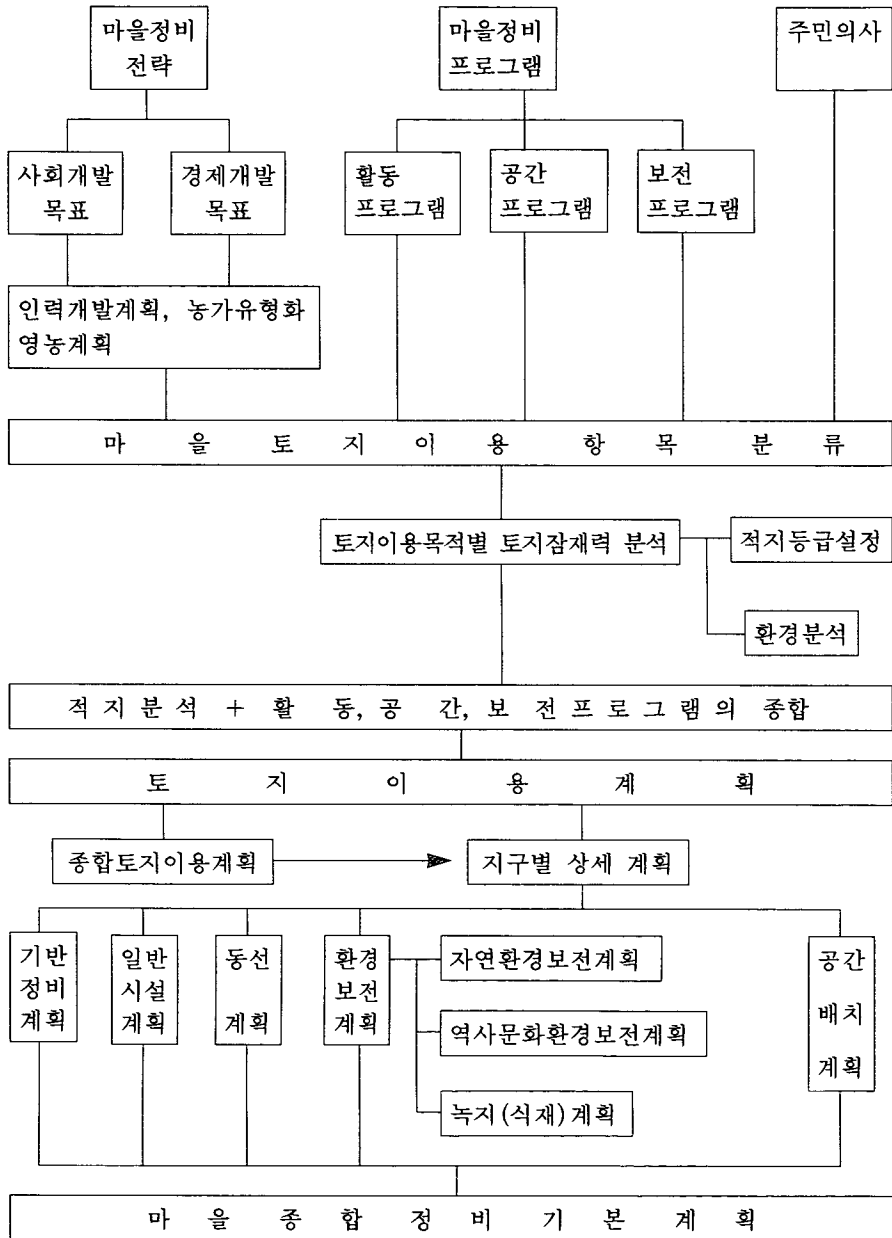 마을정비
전략
마을정비
프로그램
주민의사
사회개발
목표
경제개발
목표
활동
프로그램
공간
프로그램
보전
프로그램
인력개발계획, 농가유형화
영농계획
마 을 토 지 이 용 항 목 분 류
토지이용목적별 토지잠재력 분석
적지등급설정
환경분석
적 지 분 석 + 활 동, 공 간, 보 전 프 로 그 램 의 종합
토 지 이 용 계 획
종합토지이용계획
지구별 상세 계획
기반
정비
계획
일반
시설
계획
동선
계획
환경
보전
계획
자연환경보전계획
역사문화환경보전계획
녹지(식재)계획
공간
배치
계획
마 을 종 합 정 비 기 본 계 획